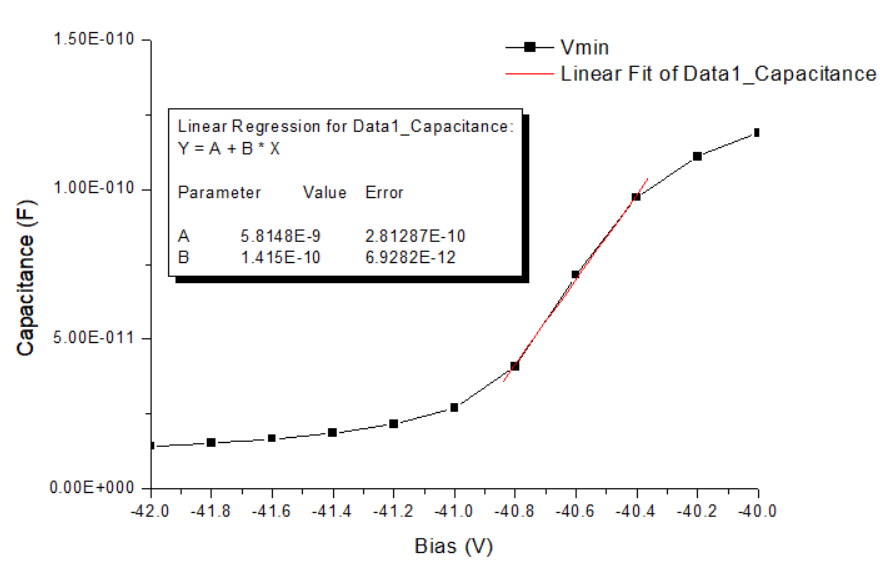 1.50E-010
Vmin
Linear Fit of Data1_Capacitance
Linear Regression for Data1_Capacitance:
Y = A + B * X
Parameter Value Error
A 5.8148E-9 2.81287E-10
B 1.415E-10 6.9282E-12
1.00E-010
Capacitance (F)
5.00E-011
0.00E+000
-42.0 -41.8 -41.6 -41.4 -41.2 -41.0 -40.8 -40.6 -40.4 -40.2 -40.0
Bias (V)